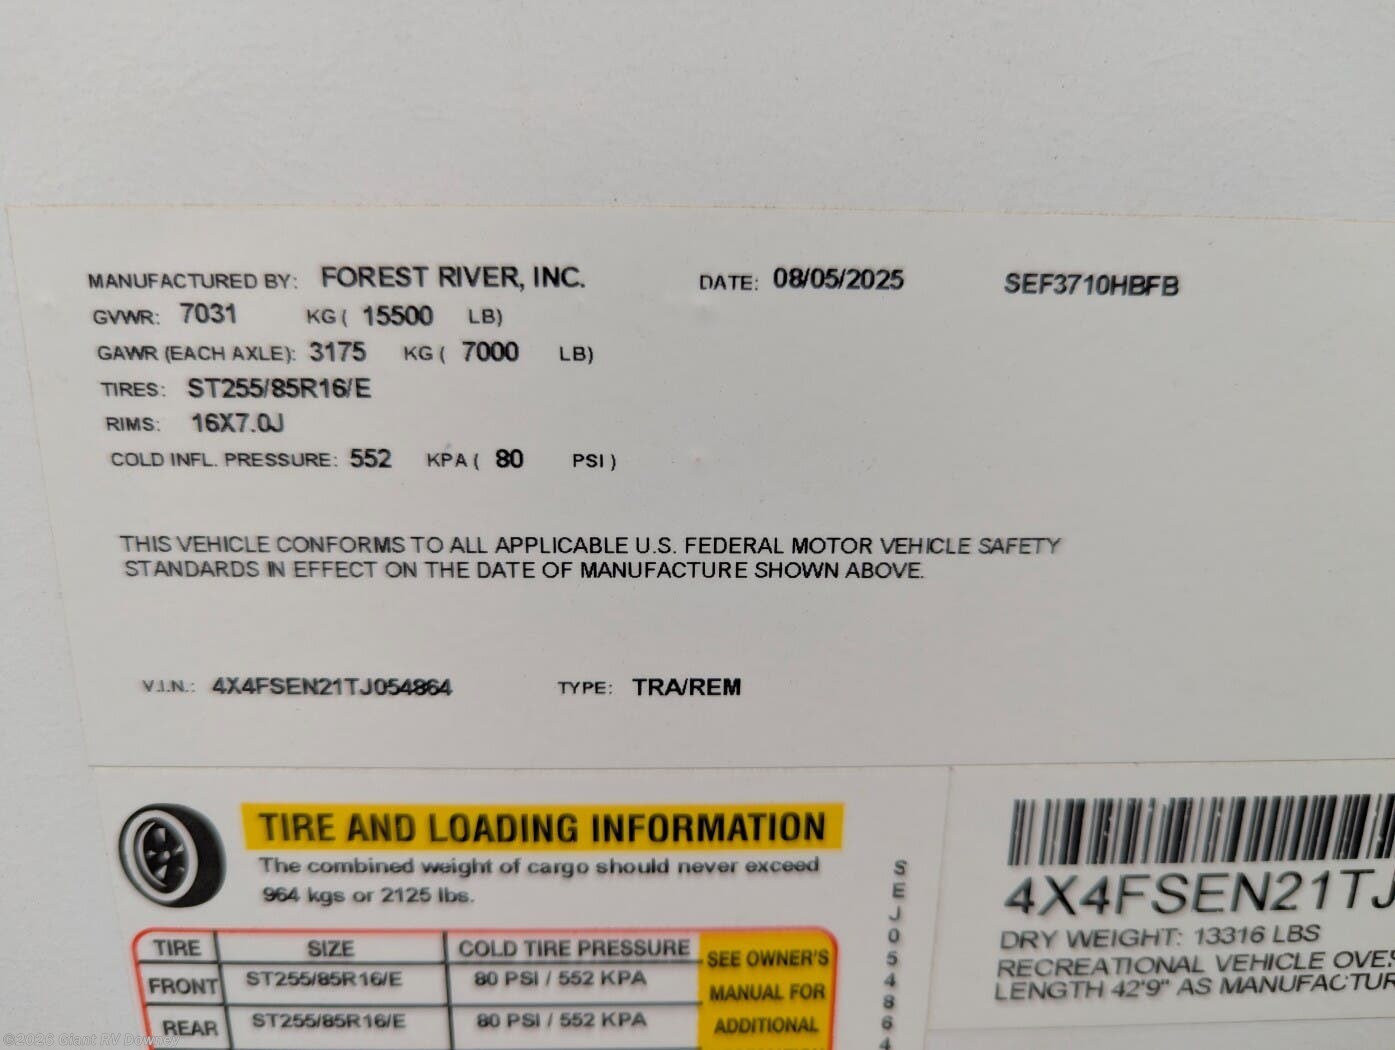 MANUFACTURED BY: FOREST RIVER, INC. DATE: 08/05/2025 SEF3710HBFB
GVWR: 7031 KG ( 15500 LB)
GAWR (EACH AXLE): 3175 KG ( 7000 LB)
TIRES: ST255/85R16/E
RIMS: 16X7.0J
COLD INFL. PRESSURE: 552 KPA ( 80 PSI )
THIS VEHICLE CONFORMS TO ALL APPLICABLE U.S. FEDERAL MOTOR VEHICLE SAFETY
STANDARDS IN EFFECT ON THE DATE OF MANUFACTURE SHOWN ABOVE.
V.I.N.: 4X4FSEN21TJ054864 TYPE: TRA/REM
TIRE AND LOADING INFORMATION
The combined weight of cargo should never exceed
964 kgs or 2125 lbs.
TIRE SIZE COLD TIRE PRESSURE
FRONT ST255/85R16/E 80 PSI / 552 KPA
REAR ST255/85R16/E 80 PSI / 552 KPA
SEE OWNER'S
MANUAL FOR
ADDITIONAL
SEJ054864
4X4FSEN21TJ
DRY WEIGHT: 13316 LBS
RECREATIONAL VEHICLE
LENGTH 42'9" AS
©2026 Giant RV Downey